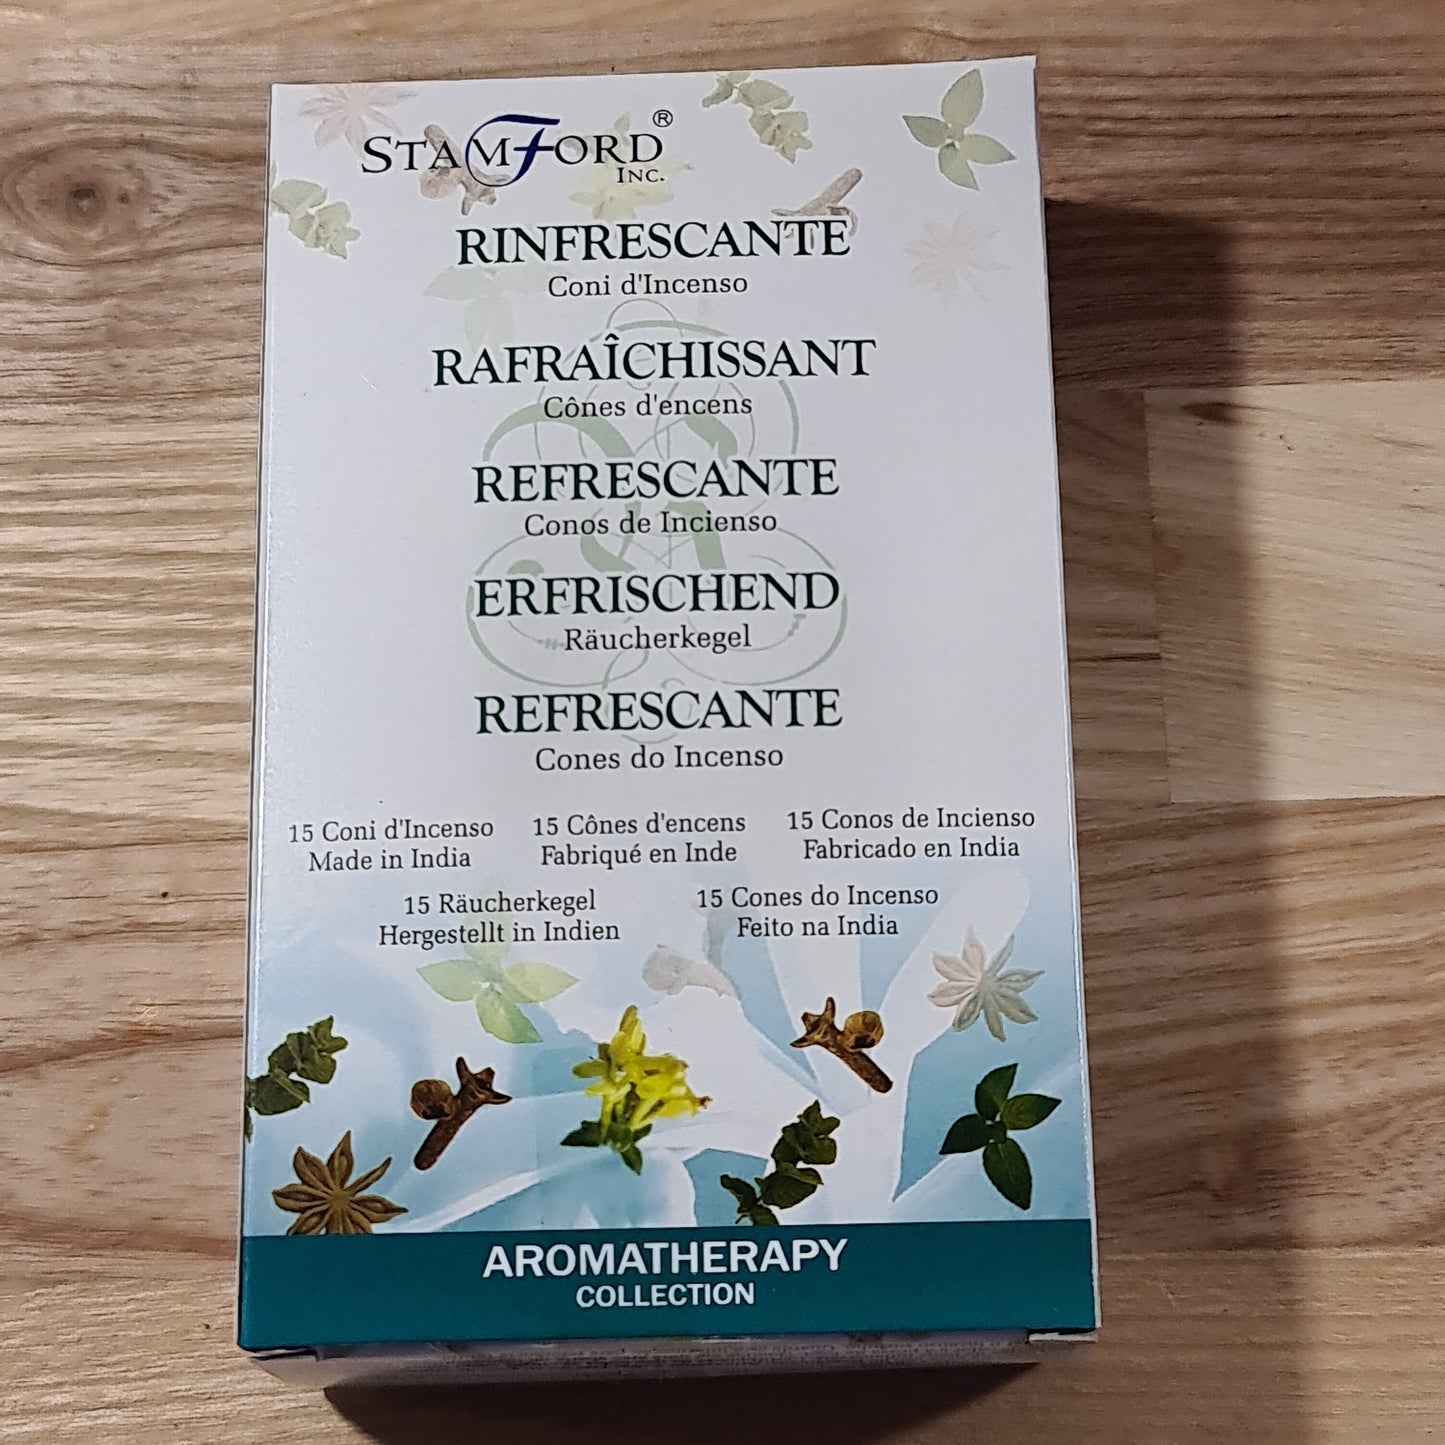 STAMFORD®
INC.
RINFRESCANTE
Coni d'Incenso
RAFRAÎCHISSANT
Cônes d'encens
REFRESCANTE
Conos de Incienso
ERFRISCHEND
Räucherkegel
REFRESCANTE
Cones do Incenso
15 Coni d'Incenso 15 Cônes d'encens 15 Conos de Incienso
Made in India Fabriqué en Inde Fabricado en India
15 Räucherkegel 15 Cones do Incenso
Hergestellt in Indien Feito na India
AROMATHERAPY
COLLECTION